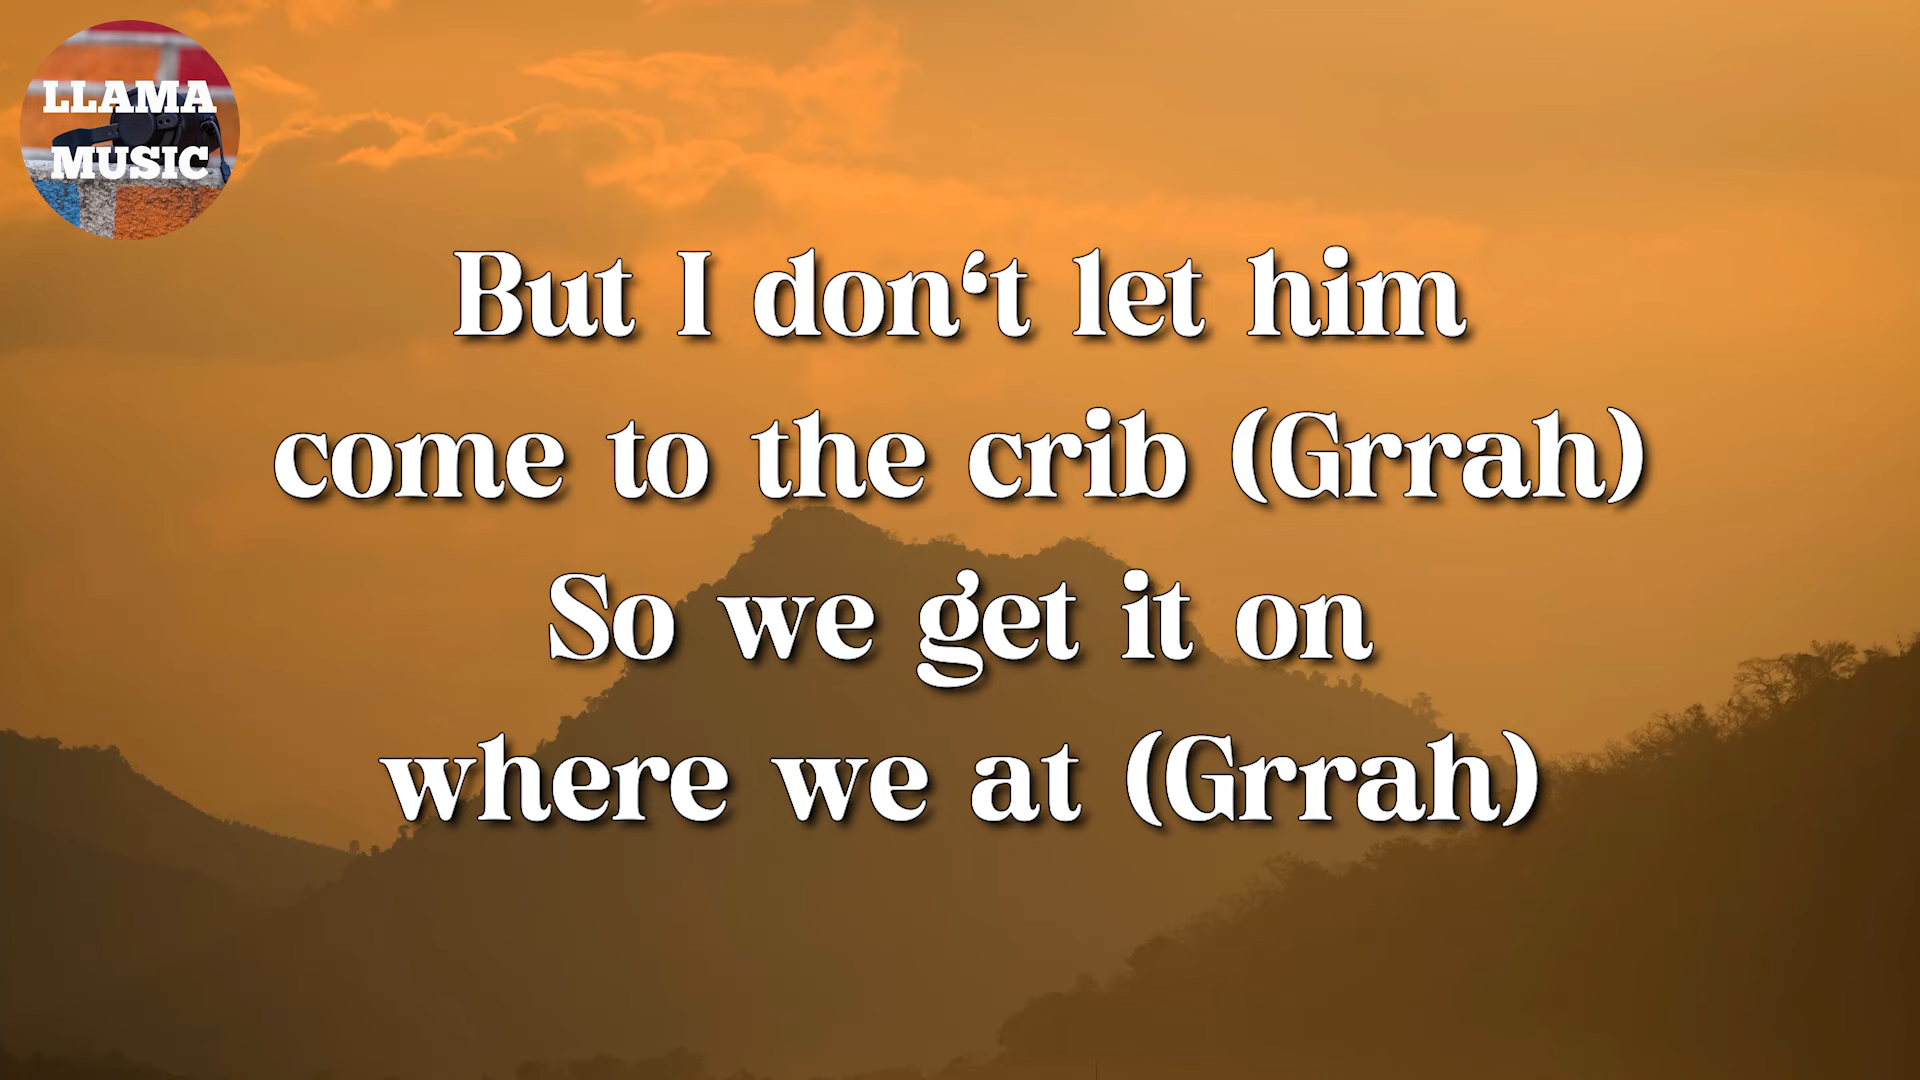 LLAMA
MUSIC
But I don‘t let him
come to the crib (Grrah)
So we get it on
where we at (Grrah)